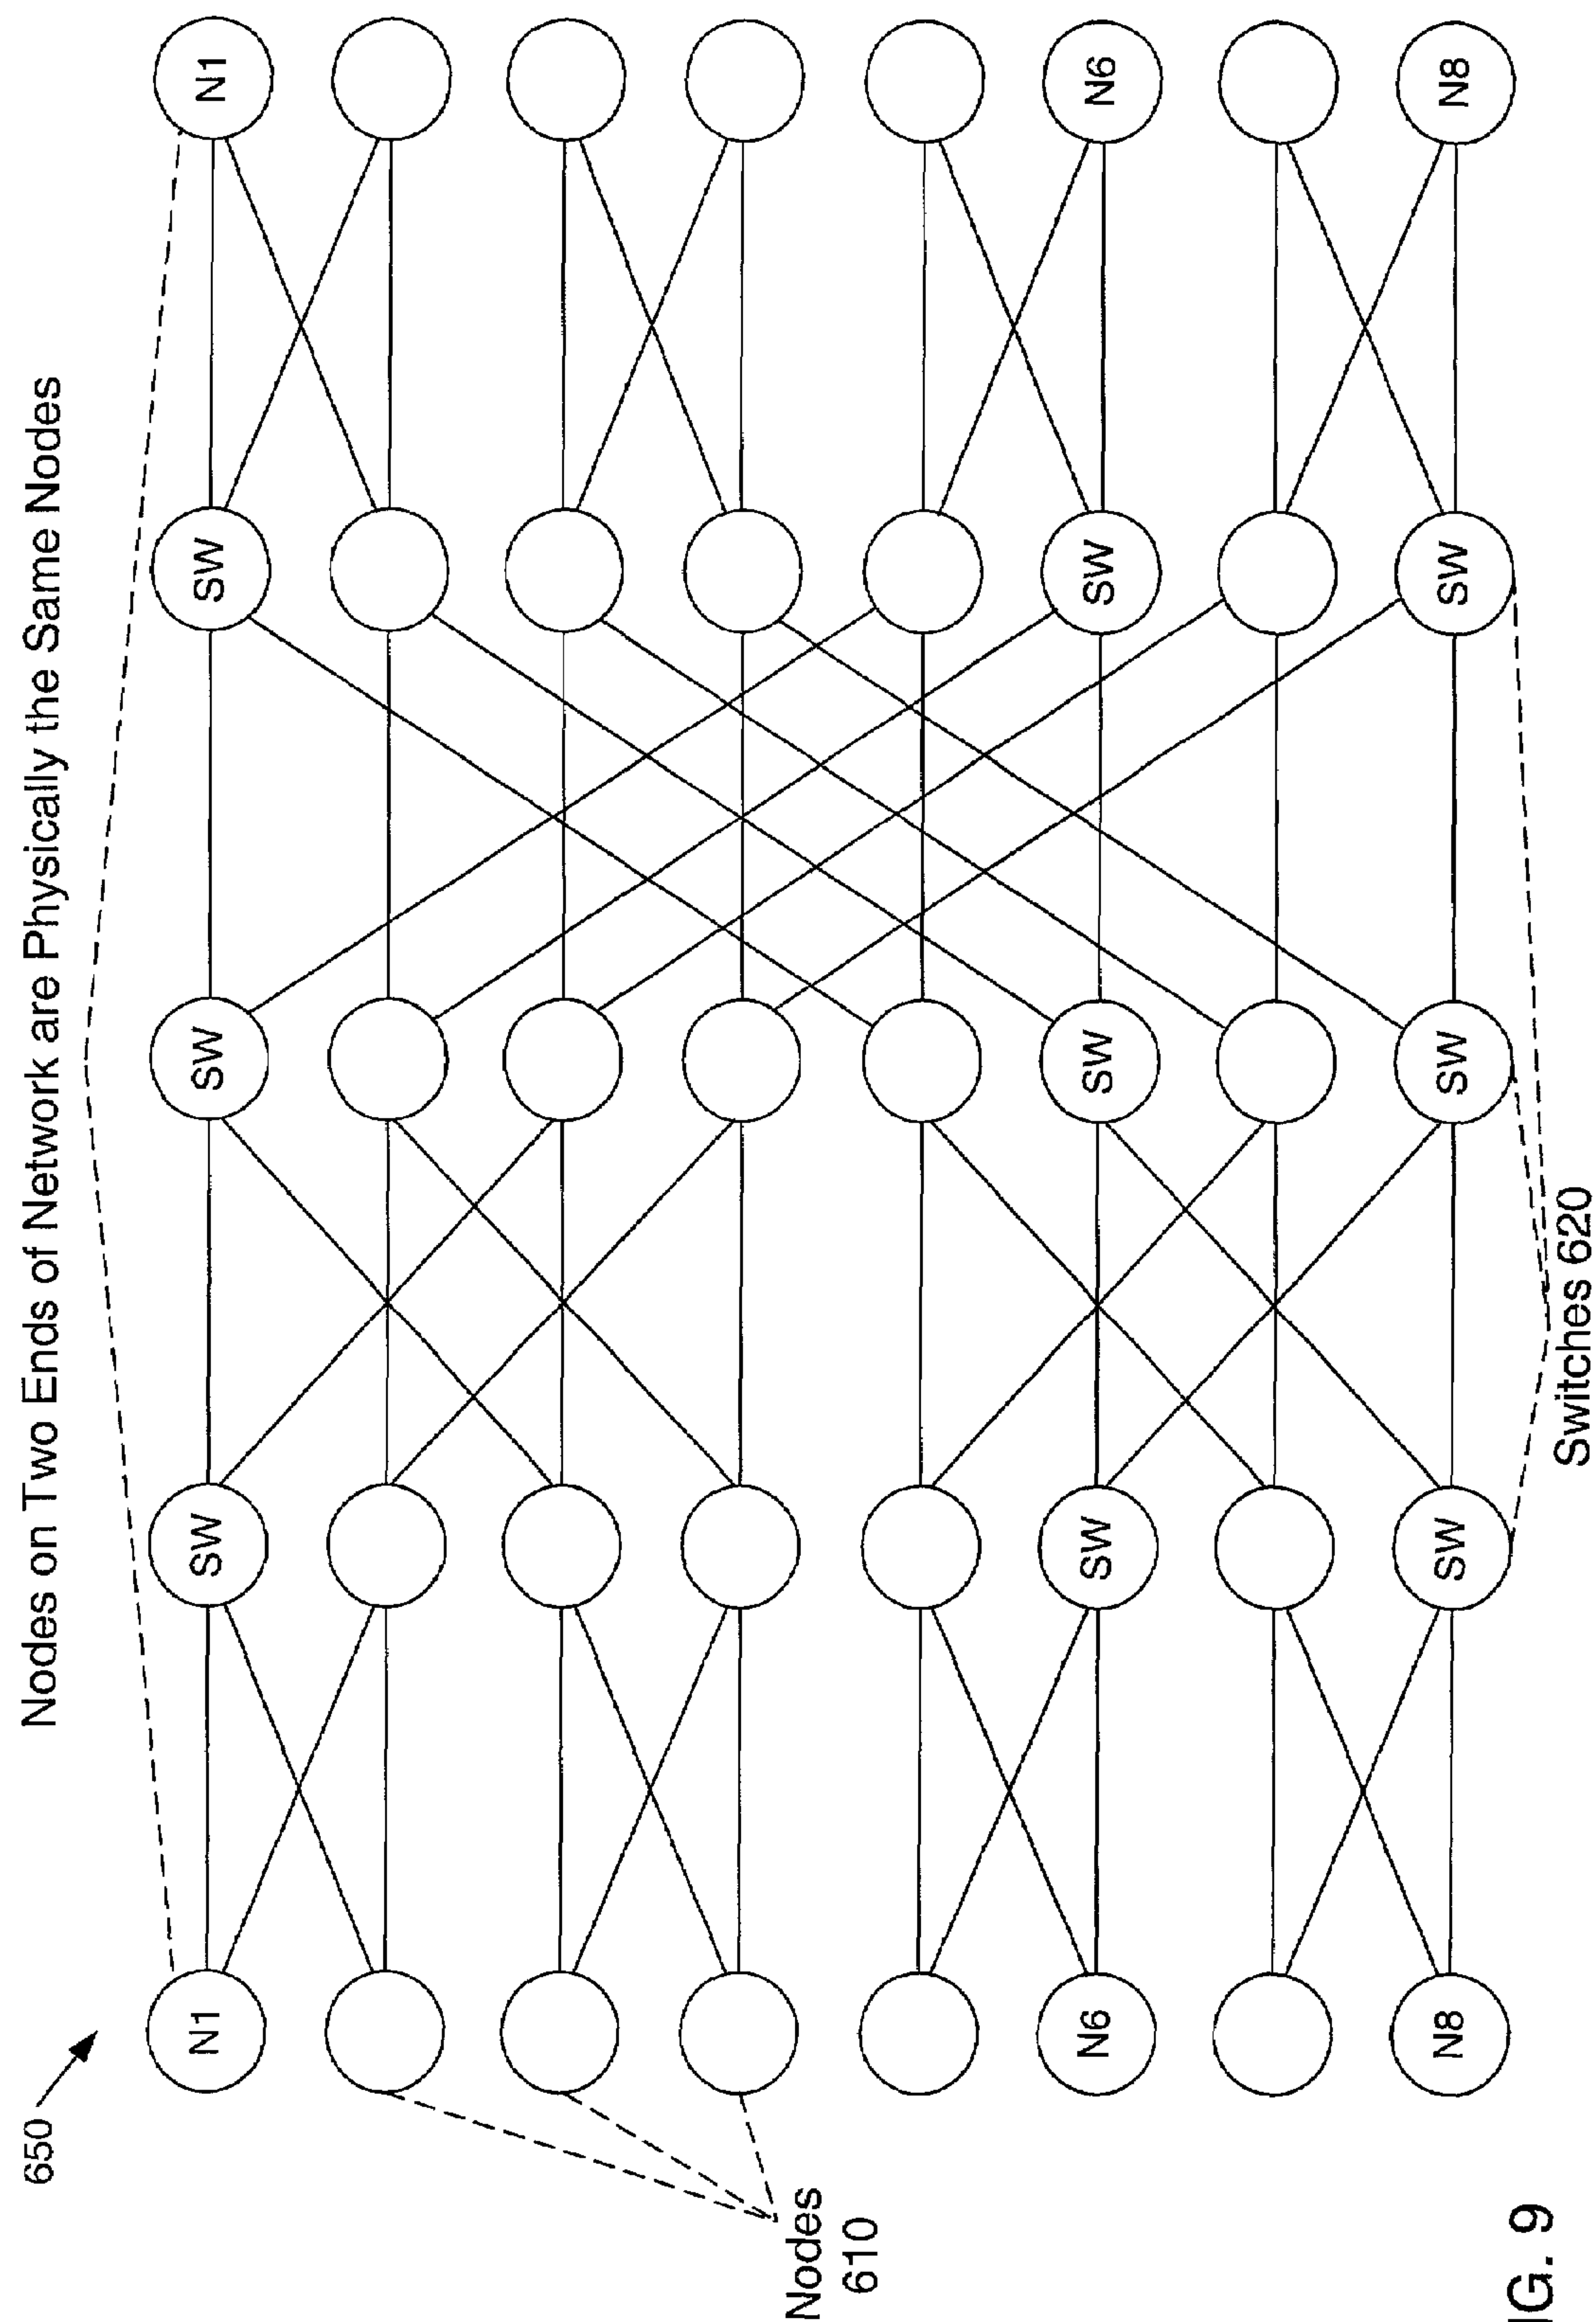 Nodes on Two Ends of Network are Physically the Same Nodes
650
N1
SW
SW
SW
N1
N6
SW
SW
SW
N6
N8
SW
SW
SW
N8
Nodes
610
Switches 620
IG. 9